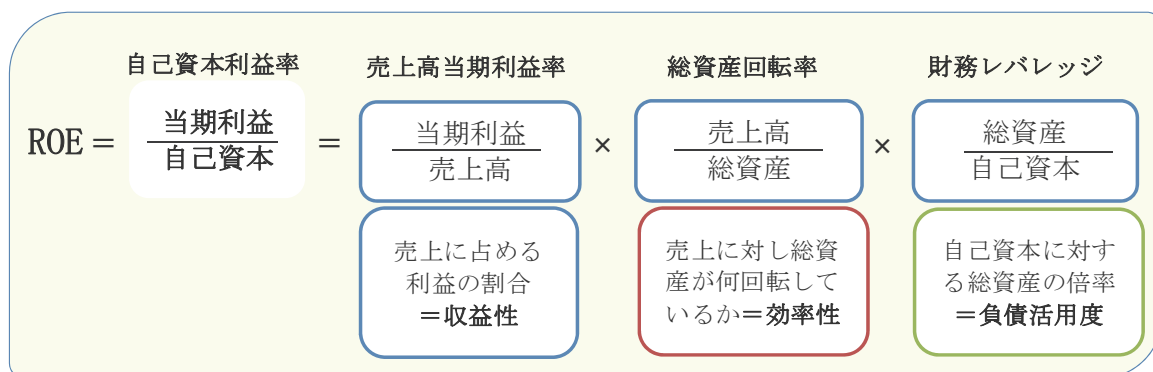 自己資本利益率 売上高当期利益率 総資産回転率 財務レバレッジ
ROE = 当期利益 / 自己資本 = 当期利益 / 売上高 × 売上高 / 総資産 × 総資産 / 自己資本
売上に占める
利益の割合
＝収益性
売上に対し総資
産が何回転して
いるか＝効率性
自己資本に対す
る総資産の倍率
＝負債活用度